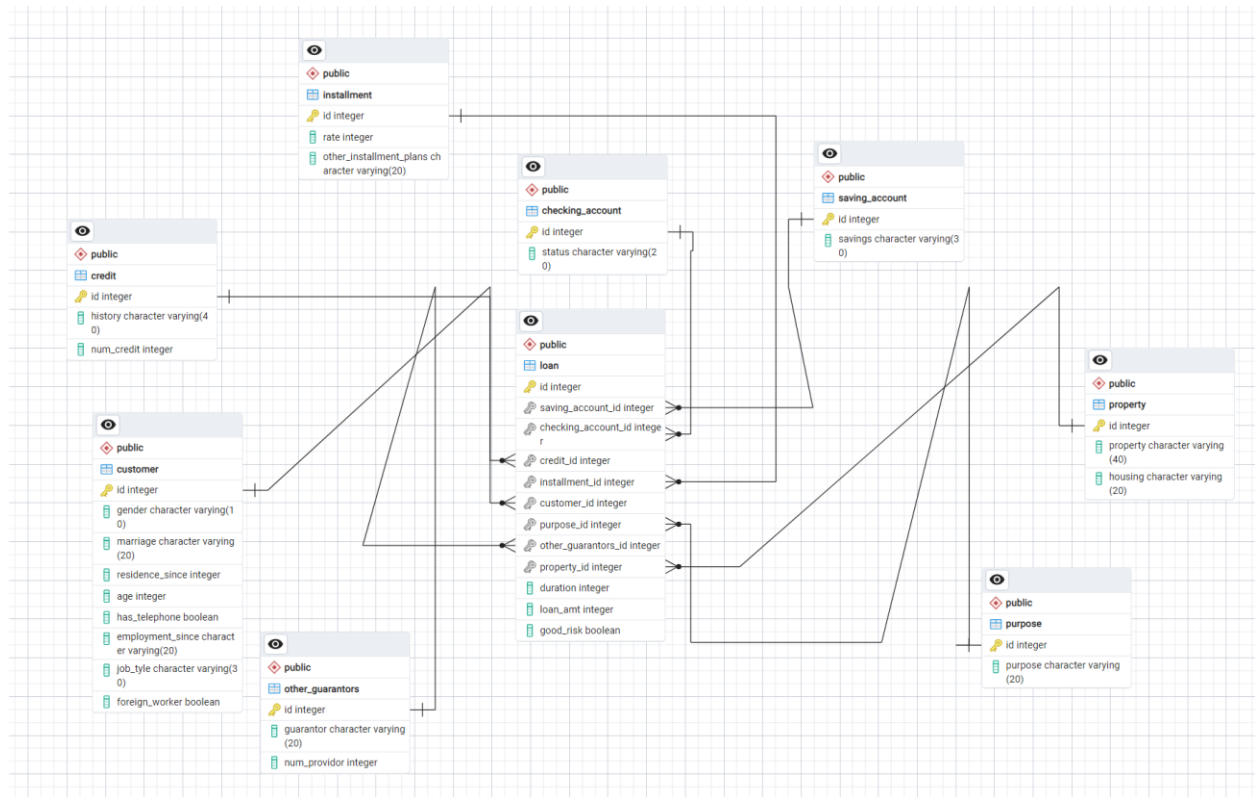 public
installment
id integer
rate integer
other_installment_plans ch
aracter varying(20)
public
checking_account
id integer
status character varying(2
0)
public
saving_account
id integer
savings character varying(3
0)
public
credit
id integer
history character varying(4
0)
num_credit integer
public
loan
id integer
saving_account_id integer
checking_account_id intege
r
credit_id integer
installment_id integer
customer_id integer
purpose_id integer
other_guarantors_id integer
property_id integer
duration integer
loan_amt integer
good_risk boolean
public
property
id integer
property character varying
(40)
housing character varying
(20)
public
customer
id integer
gender character varying(1
0)
marriage character varying
(20)
residence_since integer
age integer
has_telephone boolean
employment_since charact
er varying(20)
job_tyle character varying(3
0)
foreign_worker boolean
public
other_guarantors
id integer
guarantor character varying
(20)
num_providor integer
public
purpose
id integer
purpose character varying
(20)